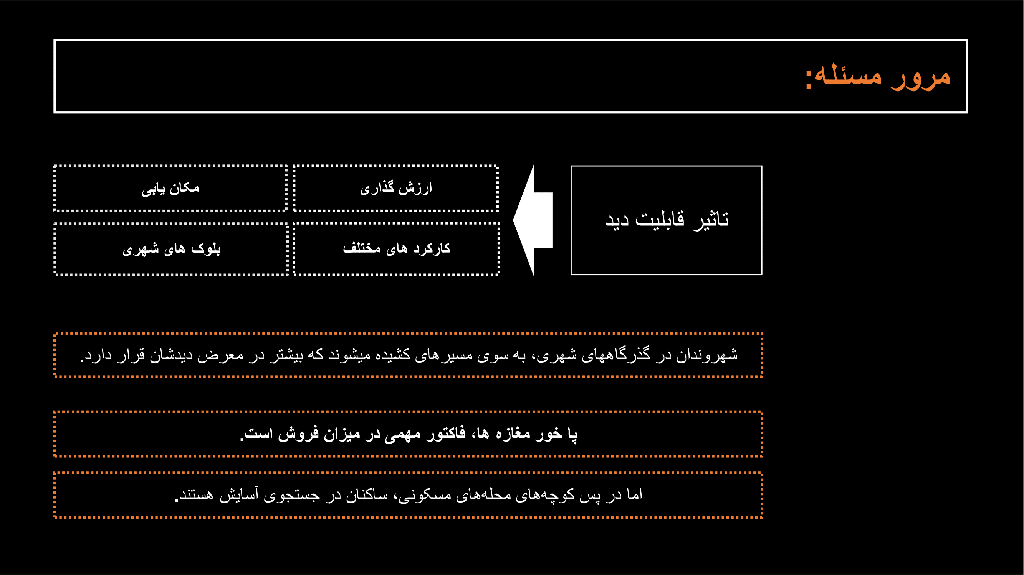 مرور مسئله:
تاثیر قابلیت دید
ارزش گذاری
مکان یابی
کارکرد های مختلف
بلوک های شهری
شهروندان در گذرگاههای شهری، به سوی مسیرهای کشیده میشوند که بیشتر در معرض دیدشان قرار دارد.
پا خور مغازه ها، فاکتور مهمی در میزان فروش است.
اما در پس کوچه‌های محله‌های مسکونی، ساکنان در جستجوی آسایش هستند.